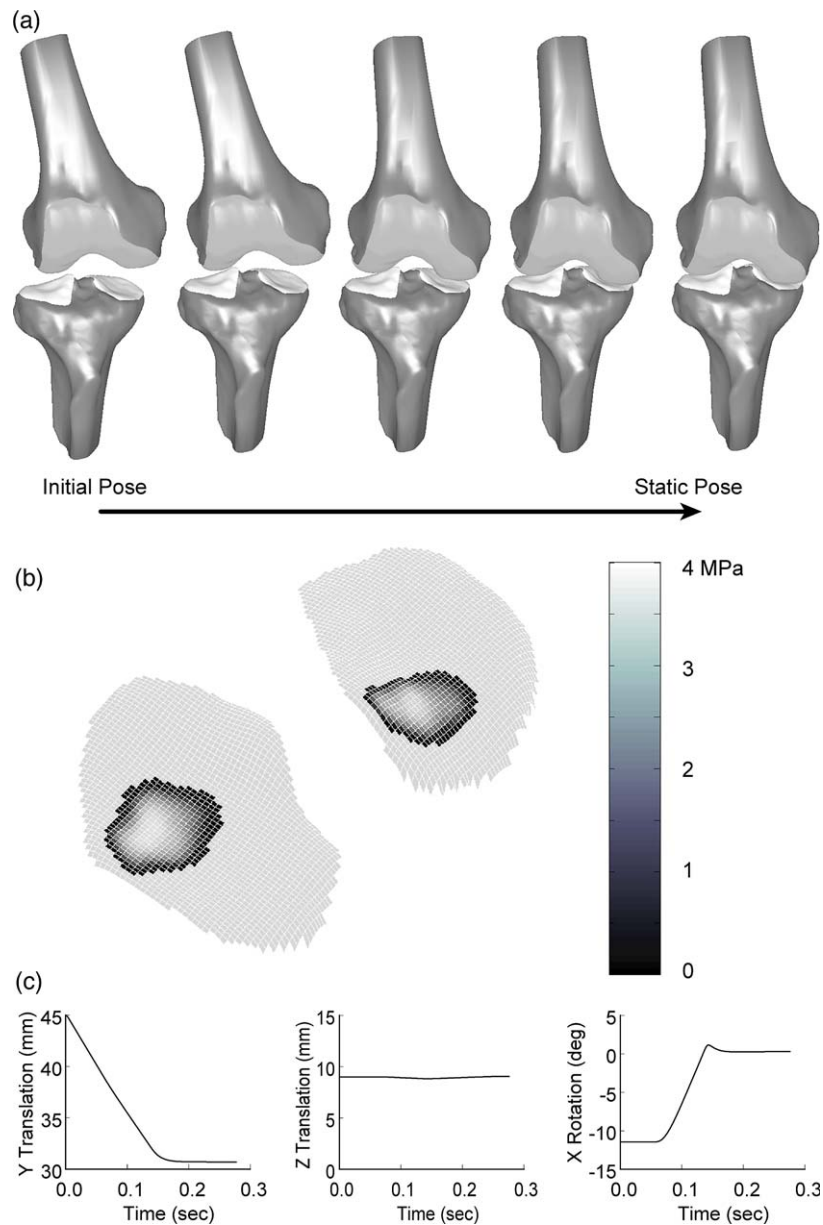 (a)
Initial Pose
Static Pose
(b)
4 MPa
3
2
1
0
(c)
Y Translation (mm)
45
40
35
30
0.0 0.1 0.2 0.3
Time (sec)
Z Translation (mm)
15
10
5
0
0.0 0.1 0.2 0.3
Time (sec)
X Rotation (deg)
5
0
-5
-10
-15
0.0 0.1 0.2 0.3
Time (sec)